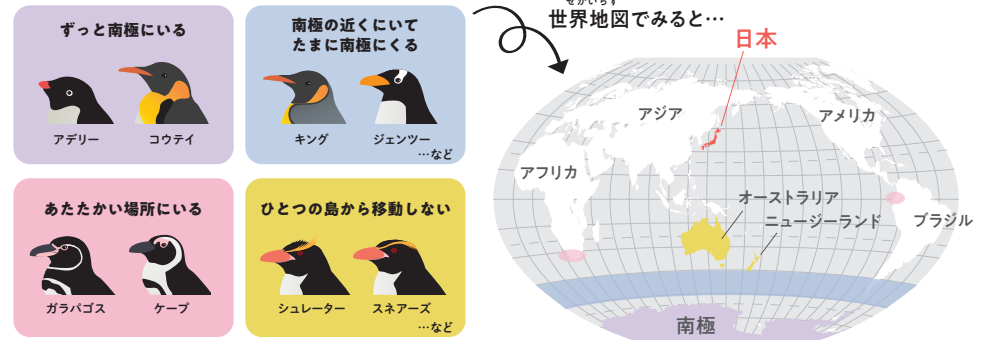 ずっと南極にいる
アデリー
コウテイ
南極の近くにいて
たまに南極にくる
キング
ジェンツー
…など
あたたかい場所にいる
ガラパゴス
ケープ
ひとつの島から移動しない
シュレーター
スネアーズ
…など
せかいちず
世界地図でみると…
日本
アジア
アメリカ
アフリカ
オーストラリア
ニュージーランド
ブラジル
南極